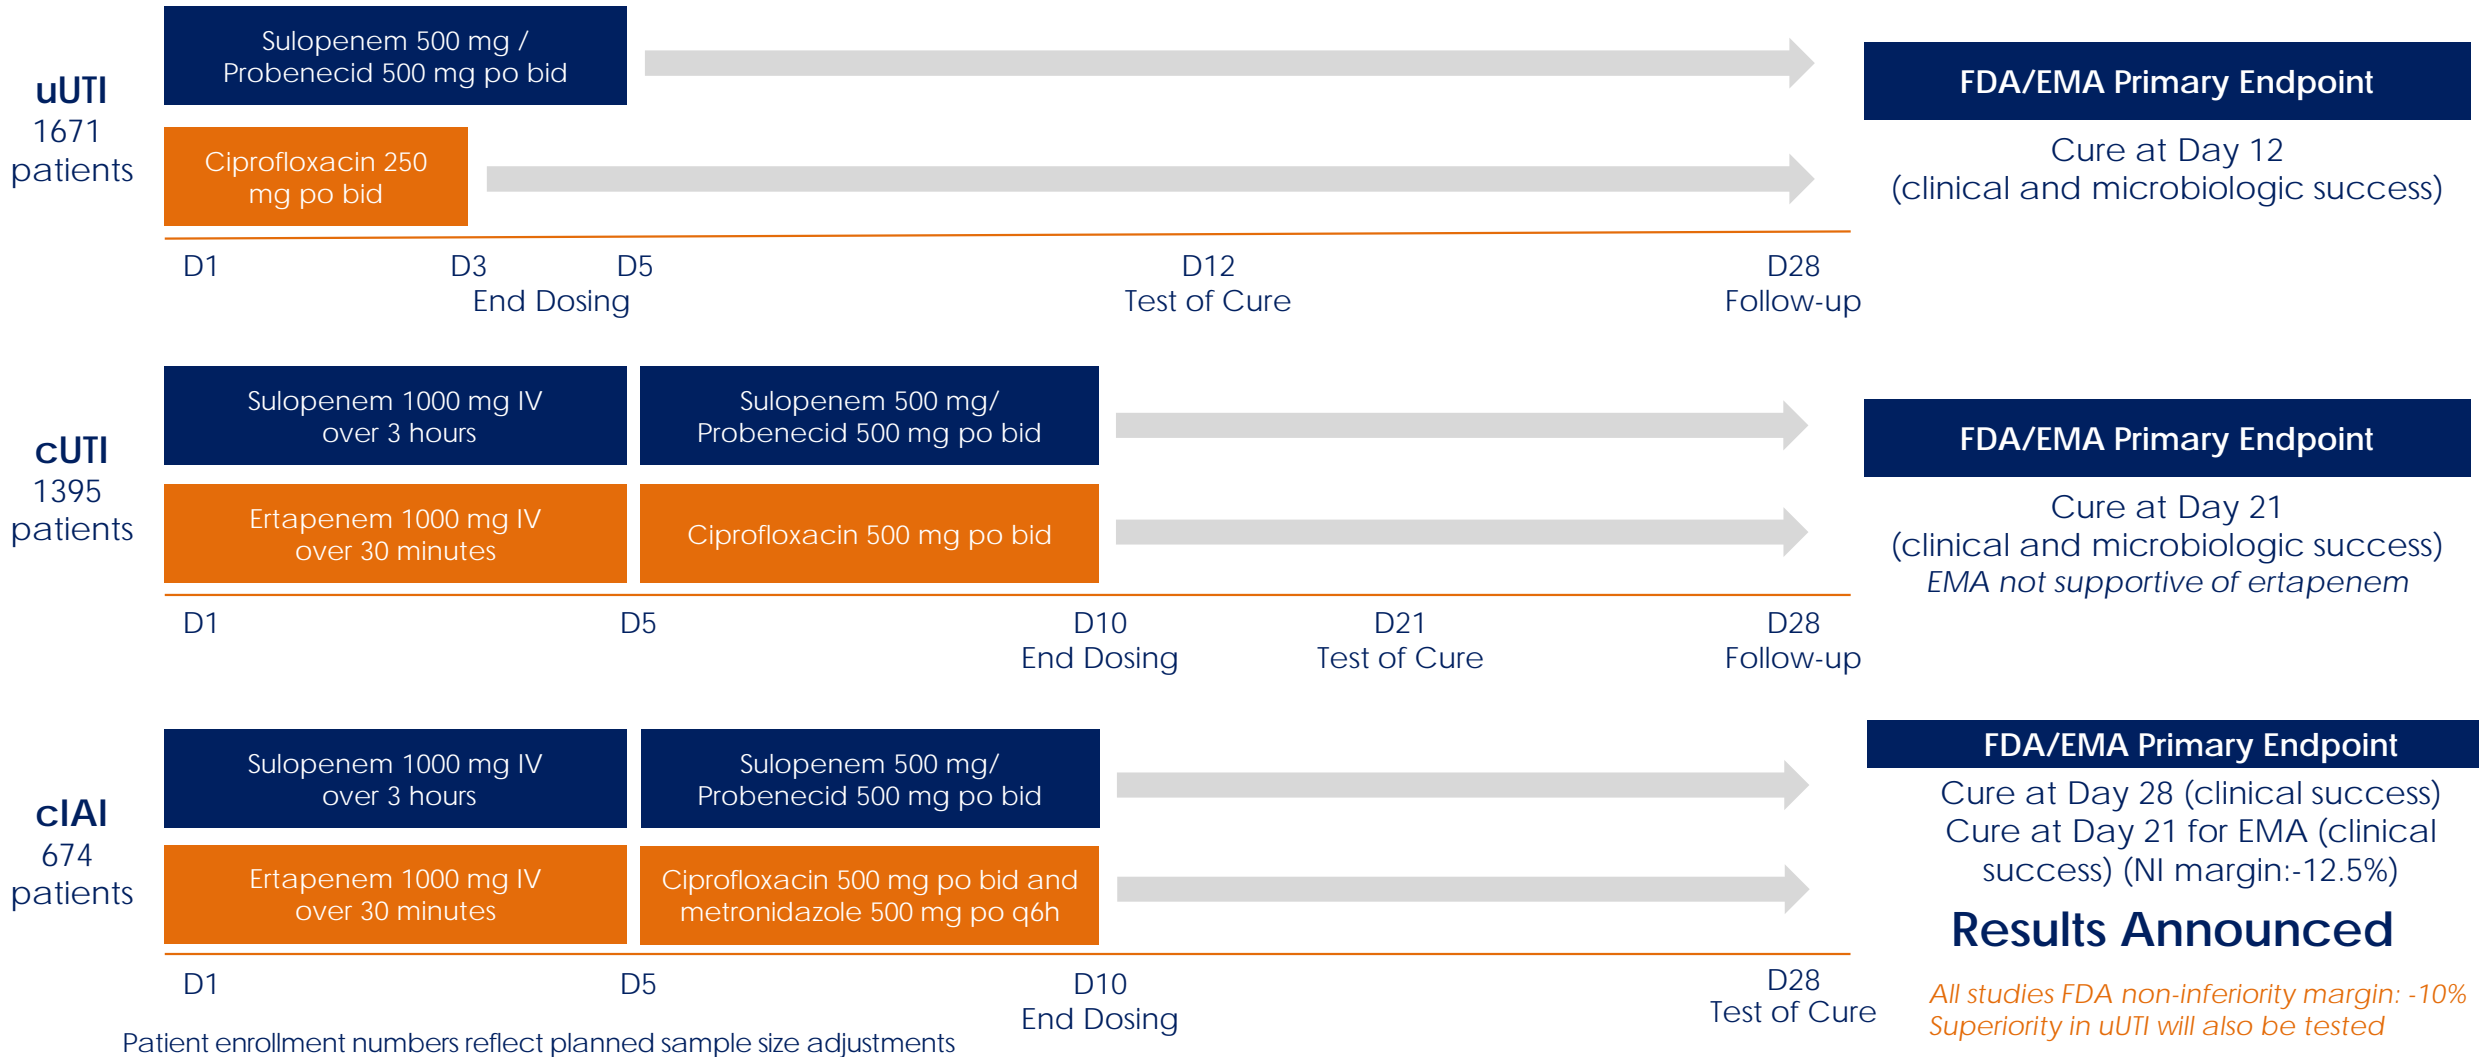 uUTI
1671
patients
Sulopenem 500 mg /
Probenecid 500 mg po bid
Ciprofloxacin 250
mg po bid
D1
D3
D5
End Dosing
D12
Test of Cure
D28
Follow-up
FDA/EMA Primary Endpoint
Cure at Day 12
(clinical and microbiologic success)
cUTI
1395
patients
Sulopenem 1000 mg IV
over 3 hours
Sulopenem 500 mg/
Probenecid 500 mg po bid
Ertapenem 1000 mg IV
over 30 minutes
Ciprofloxacin 500 mg po bid
D1
D5
D10
End Dosing
D21
Test of Cure
D28
Follow-up
FDA/EMA Primary Endpoint
Cure at Day 21
(clinical and microbiologic success)
EMA not supportive of ertapenem
cIAI
674
patients
Sulopenem 1000 mg IV
over 3 hours
Sulopenem 500 mg/
Probenecid 500 mg po bid
Ertapenem 1000 mg IV
over 30 minutes
Ciprofloxacin 500 mg po bid and
metronidazole 500 mg po q6h
D1
D5
D10
End Dosing
D28
Test of Cure
FDA/EMA Primary Endpoint
Cure at Day 28 (clinical success)
Cure at Day 21 for EMA (clinical
success) (NI margin:-12.5%)
Results Announced
All studies FDA non-inferiority margin: -10%
Superiority in uUTI will also be tested
Patient enrollment numbers reflect planned sample size adjustments